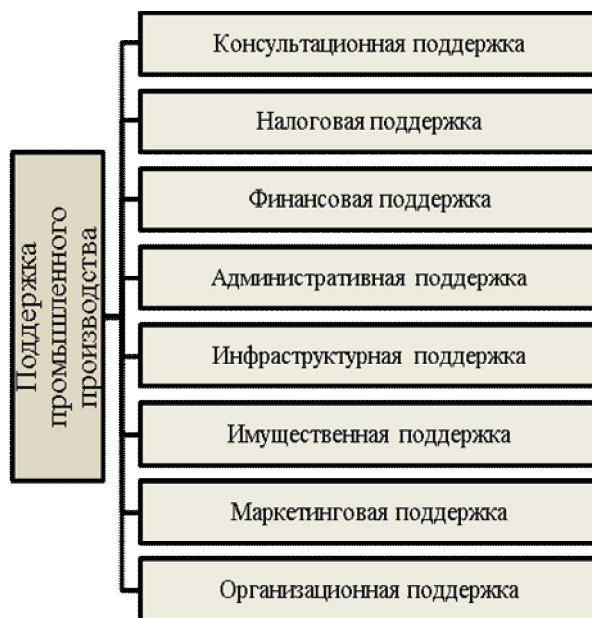 Поддержка
промышленного
производства
Консультационная поддержка
Налоговая поддержка
Финансовая поддержка
Административная поддержка
Инфраструктурная поддержка
Имущественная поддержка
Маркетинговая поддержка
Организационная поддержка